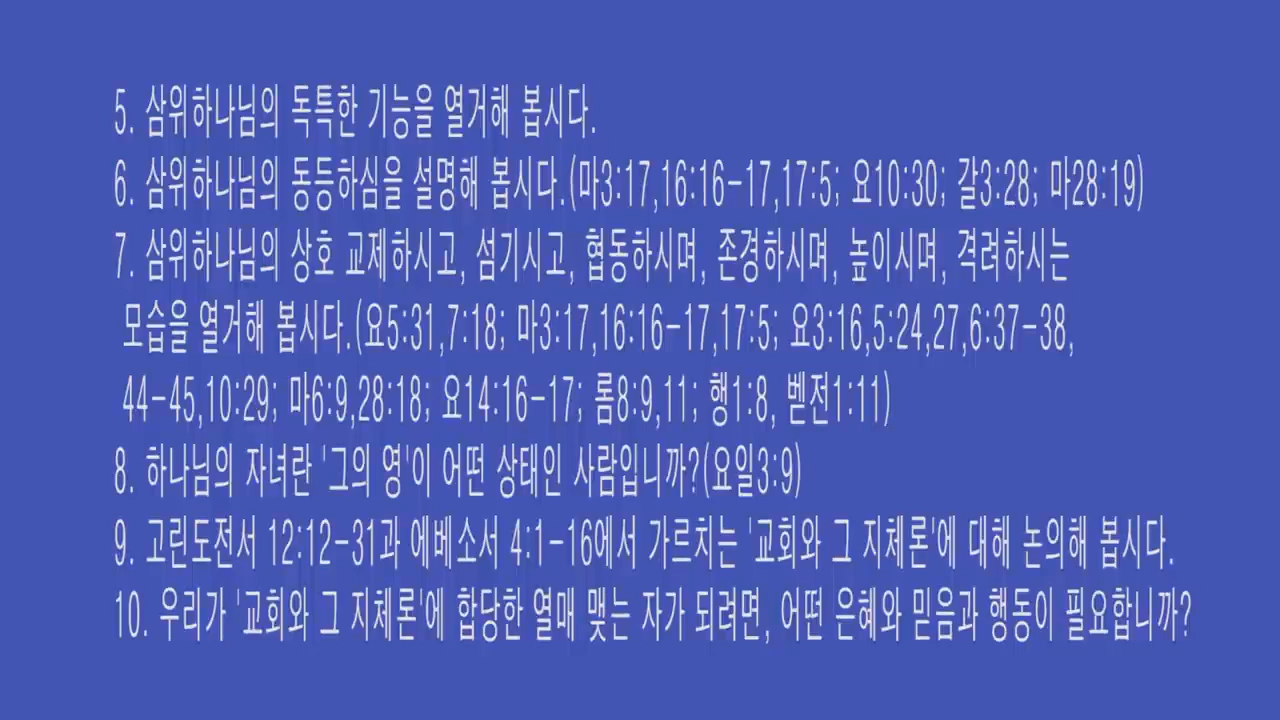 5. 삼위하나님의 독특한 기능을 열거해 봅시다.
6. 삼위하나님의 동등하심을 설명해 봅시다.(마3:17,16:16-17,17:5; 요10:30; 갈3:28; 마28:19)
7. 삼위하나님의 상호 교제하시고, 섬기시고, 협동하시며, 존경하시며, 높이시며, 격려하시는
모습을 열거해 봅시다.(요5:31,7:18; 마3:17,16:16-17,17:5; 요3:16,5:24,27,6:37-38,
44-45,10:29; 마6:9,28:18; 요14:16-17; 롬8:9,11; 행1:8, 벧전1:11)
8. 하나님의 자녀란 '그의 영'이 어떤 상태인 사람입니까?(요일3:9)
9. 고린도전서 12:12-31과 에베소서 4:1-16에서 가르치는 '교회와 그 지체론'에 대해 논의해 봅시다.
10. 우리가 '교회와 그 지체론'에 합당한 열매 맺는 자가 되려면, 어떤 은혜와 믿음과 행동이 필요합니까?